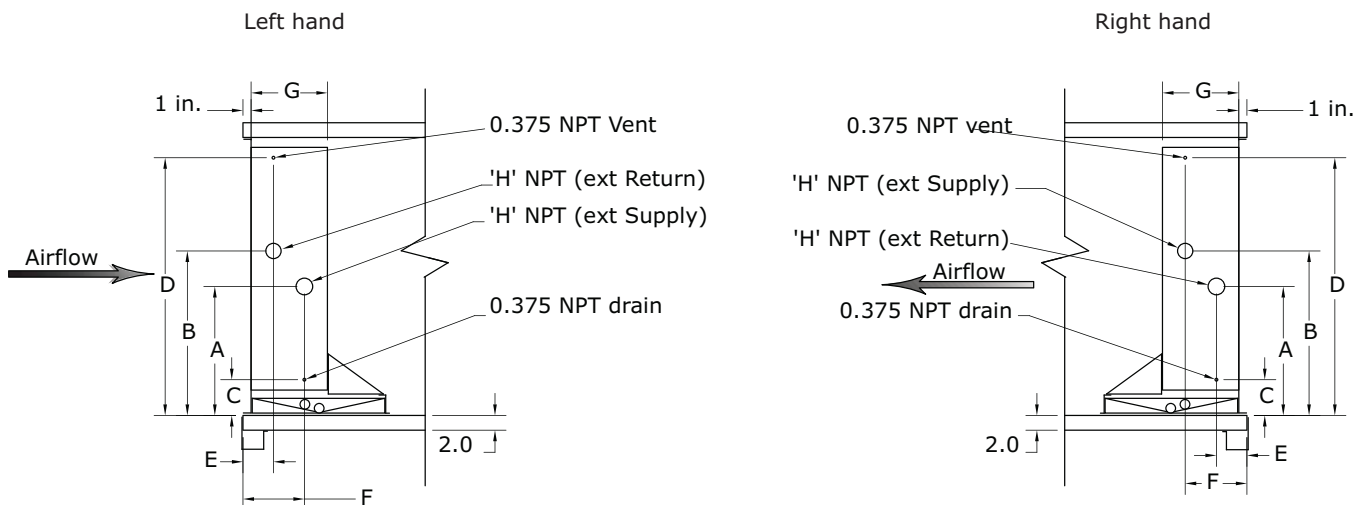 Left hand
G
1 in.
0.375 NPT Vent
'H' NPT (ext Return)
'H' NPT (ext Supply)
Airflow
D
B
A
0.375 NPT drain
C
2.0
E
F
Right hand
G
1 in.
0.375 NPT vent
'H' NPT (ext Supply)
'H' NPT (ext Return)
Airflow
D
B
A
0.375 NPT drain
C
2.0
E
F